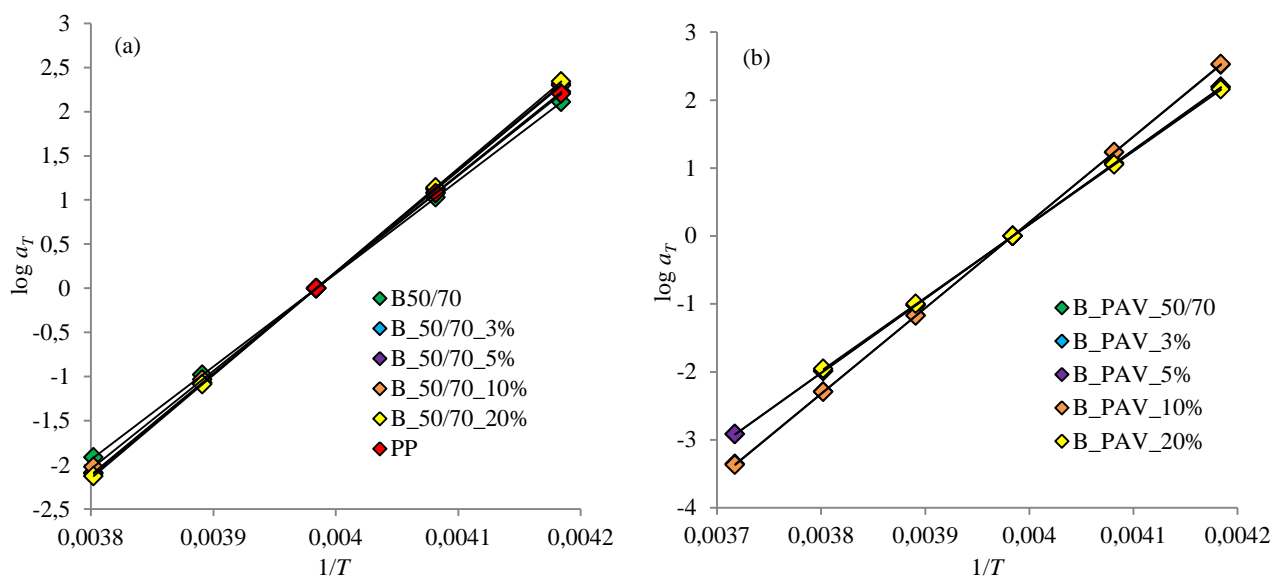 (a)
log a_T
3
2,5
2
1,5
1
0,5
0
-0,5
-1
-1,5
-2
-2,5
0,0038 0,0039 0,004 0,0041 0,0042
1/T
B50/70
B_50/70_3%
B_50/70_5%
B_50/70_10%
B_50/70_20%
PP
(b)
log a_T
3
2
1
0
-1
-2
-3
-4
0,0037 0,0038 0,0039 0,004 0,0041 0,0042
1/T
B_PAV_50/70
B_PAV_3%
B_PAV_5%
B_PAV_10%
B_PAV_20%